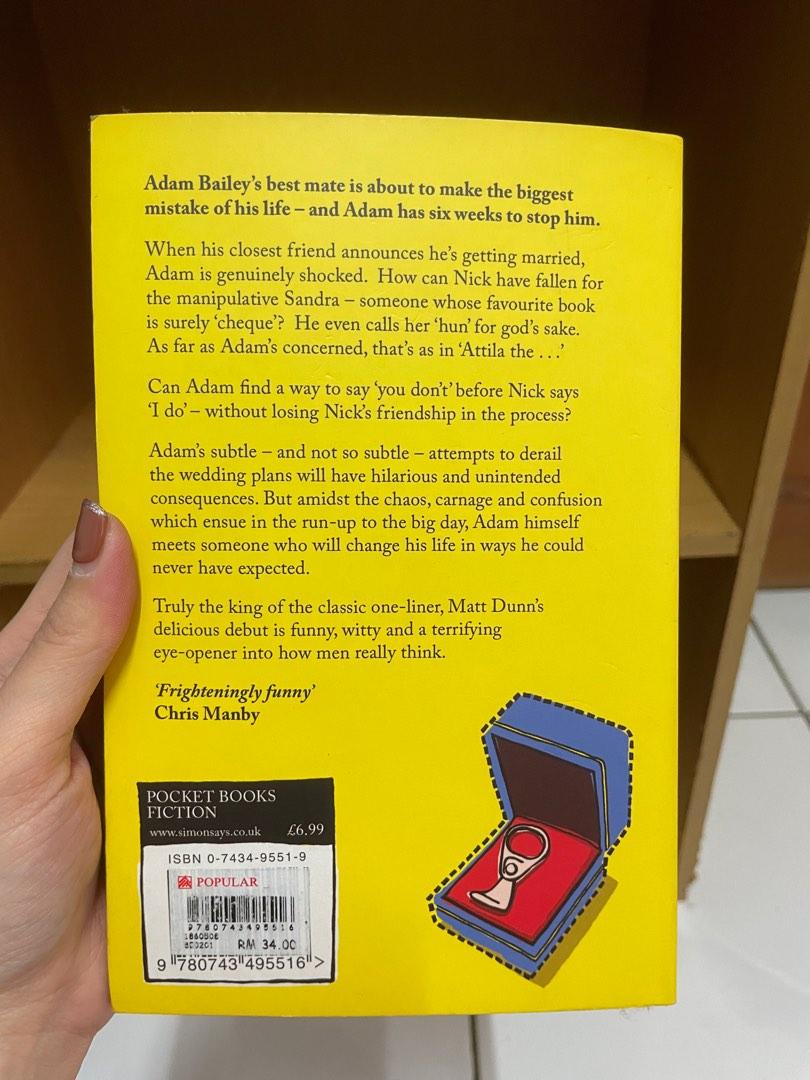 Adam Bailey's best mate is about to make the biggest
mistake of his life – and Adam has six weeks to stop him.
When his closest friend announces he's getting married,
Adam is genuinely shocked. How can Nick have fallen for
the manipulative Sandra – someone whose favourite book
is surely 'cheque'? He even calls her 'hun' for god's sake.
As far as Adam's concerned, that's as in 'Attila the . . .'
Can Adam find a way to say 'you don't' before Nick says
'I do' – without losing Nick's friendship in the process?
Adam's subtle – and not so subtle – attempts to derail
the wedding plans will have hilarious and unintended
consequences. But amidst the chaos, carnage and confusion
which ensue in the run-up to the big day, Adam himself
meets someone who will change his life in ways he could
never have expected.
Truly the king of the classic one-liner, Matt Dunn's
delicious debut is funny, witty and a terrifying
eye-opener into how men really think.
'Frighteningly funny'
Chris Manby
POCKET BOOKS
FICTION
www.simonsays.co.uk £6.99
ISBN 0-7434-9551-9
POPULAR
9780743495516
RM 34.00
9 780743 495516 >